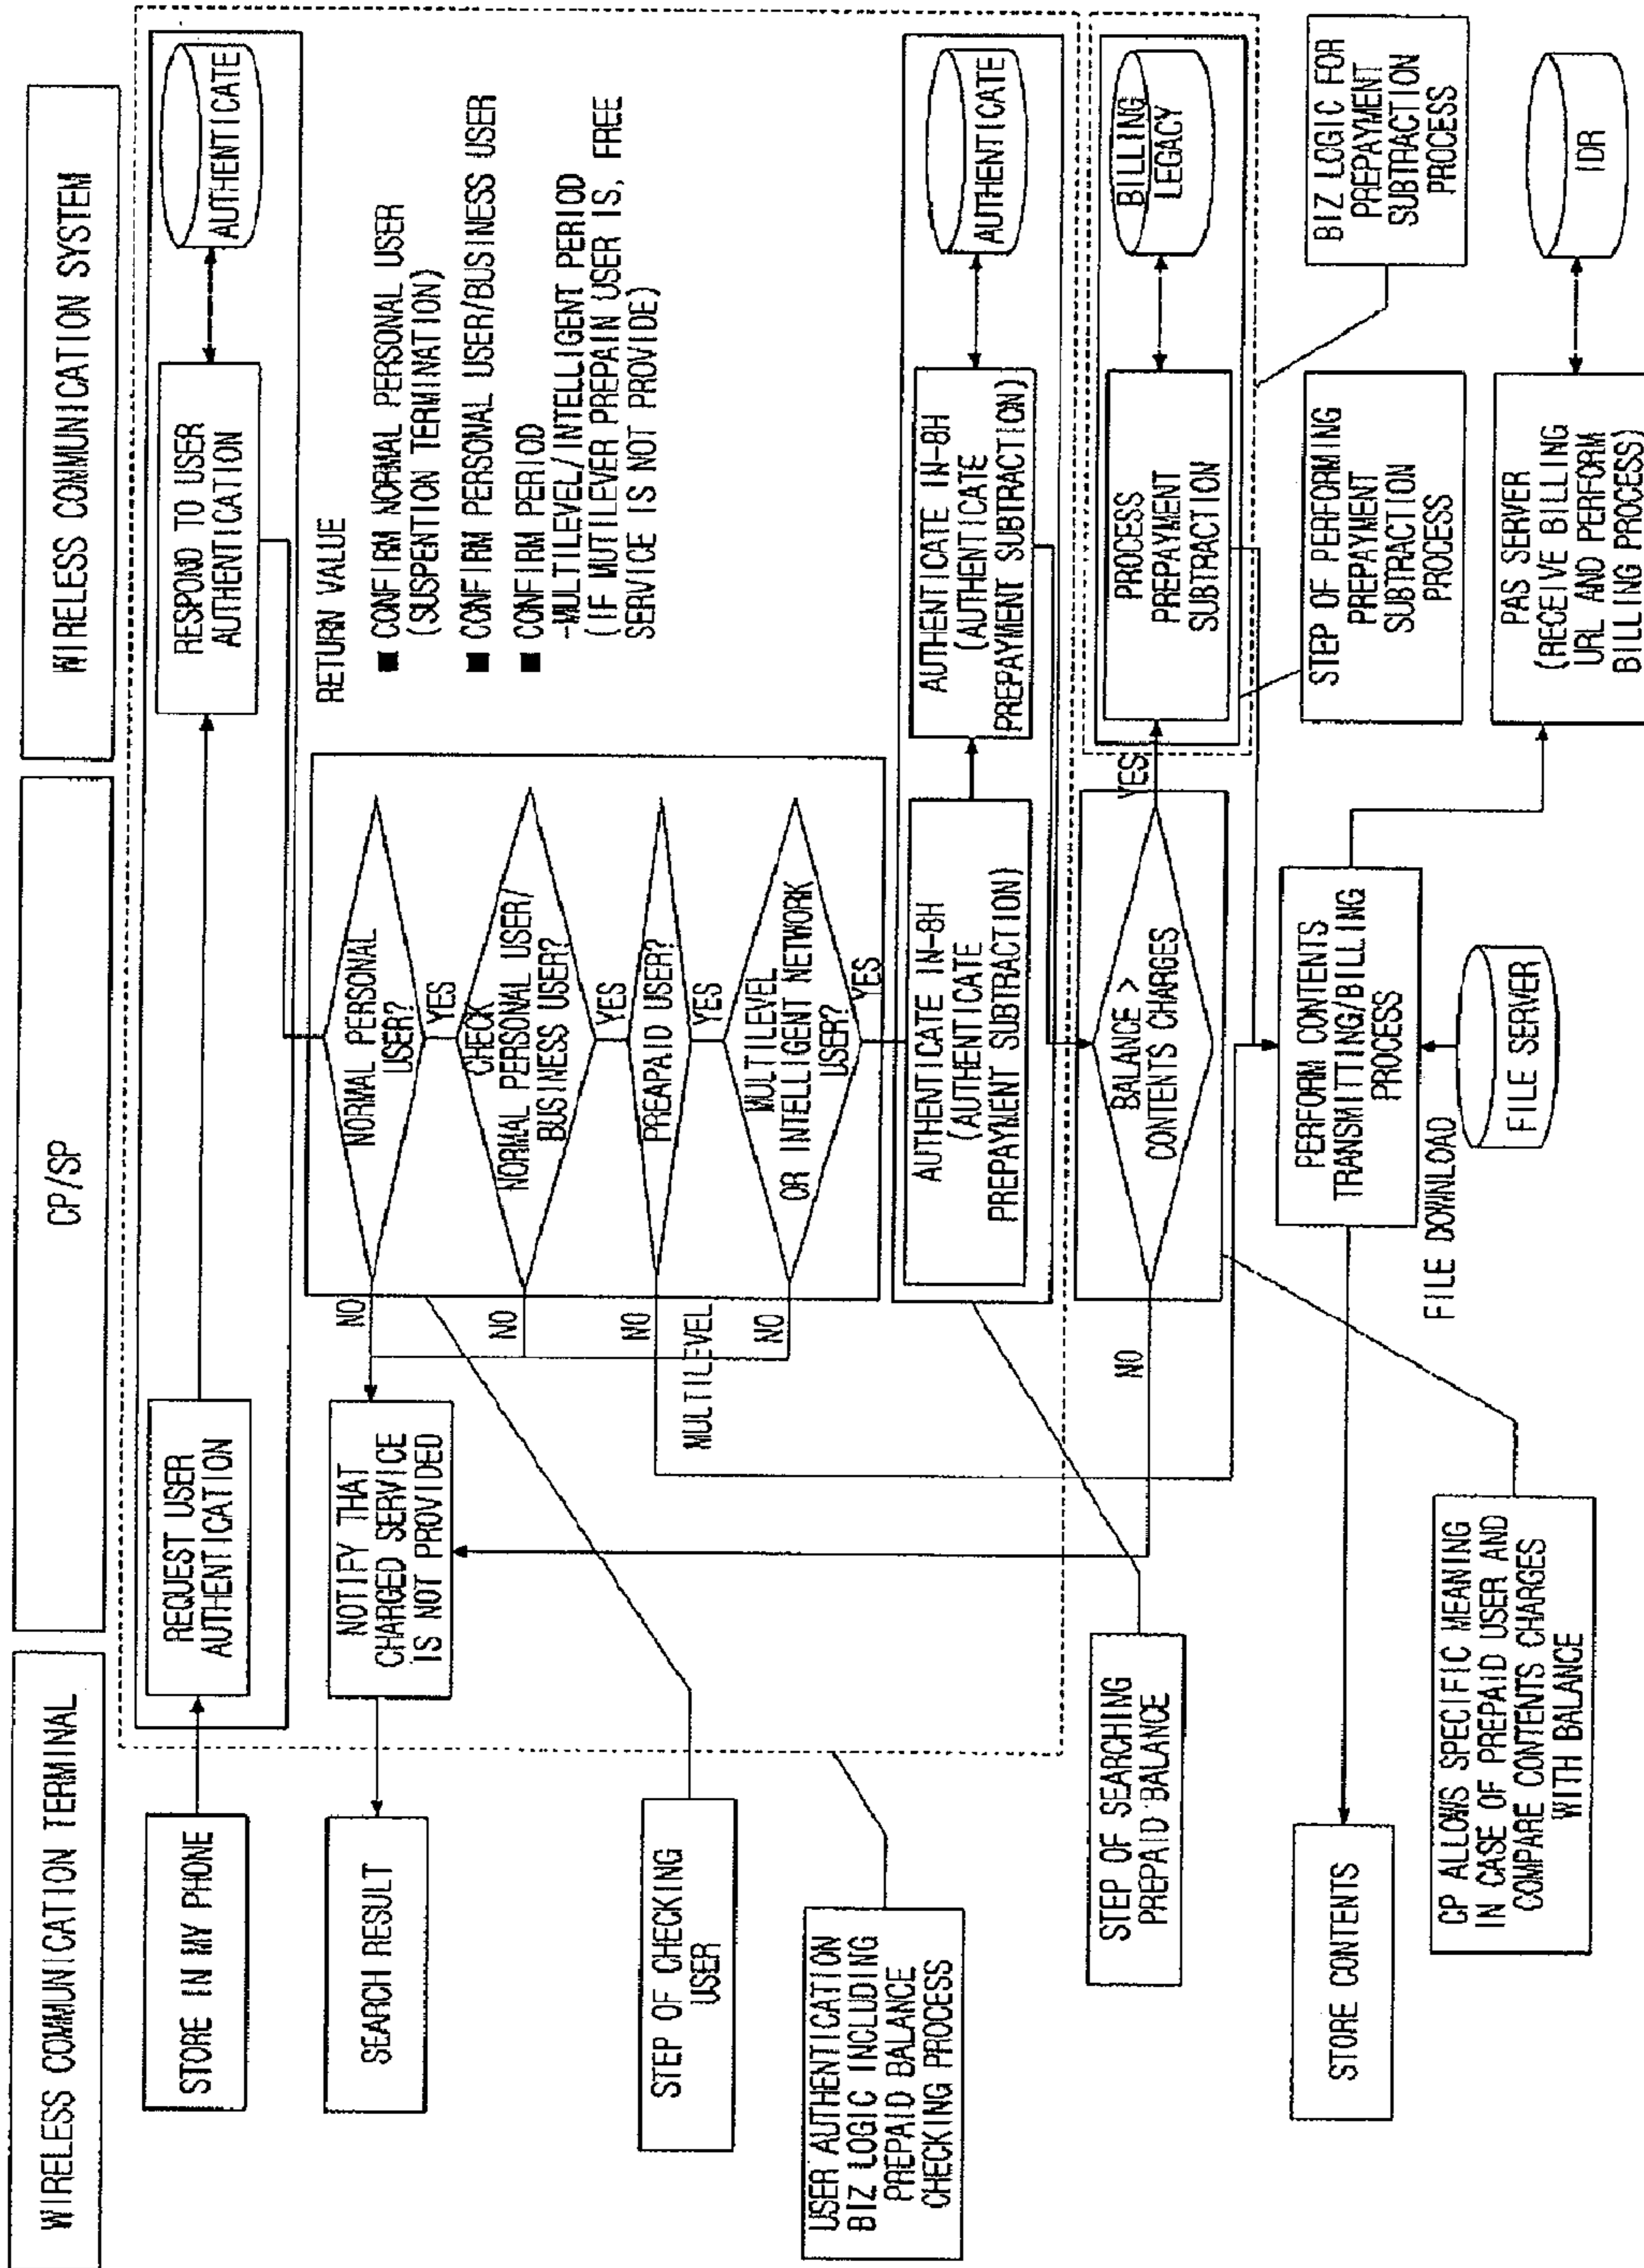 WIRELESS COMMUNICATION TERMINAL
CP/SP
WIRELESS COMMUNICATION SYSTEM
STORE IN MY PHONE
REQUEST USER
AUTHENTICATION
RESPOND TO USER
AUTHENTICATION
AUTHENTICATE
SEARCH RESULT
NOTIFY THAT
CHARGED SERVICE
IS NOT PROVIDED
NO
NORMAL PERSONAL
USER?
YES
NO
CHECK
NORMAL PERSONAL USER/
BUSINESS USER?
YES
NO
PREAPAID USER?
YES
MULTILEVEL
NO
MULTILEVEL
OR INTELLIGENT NETWORK
USER?
YES
RETURN VALUE
■ CONFIRM NORMAL PERSONAL USER
(SUSPENTION TERMINATION)
■ CONFIRM PERSONAL USER/BUSINESS USER
■ CONFIRM PERIOD
-MULTILEVEL/INTELLIGENT PERIOD
(IF MUTILEVER PREPAIN USER IS, FREE
SERVICE IS NOT PROVIDE)
STEP OF CHECKING
USER
USER AUTHENTICATION
BIZ LOGIC INCLUDING
PREPAID BALANCE
CHECKING PROCESS
AUTHENTICATE IN-8H
(AUTHENTICATE
PREPAYMENT SUBTRACTION)
AUTHENTICATE IN-8H
(AUTHENTICATE
PREPAYMENT SUBTRACTION)
AUTHENTICATE
STEP OF SEARCHING
PREPAID BALANCE
NO
BALANCE >
CONTENTS CHARGES
YES
PROCESS
PREPAYMENT
SUBTRACTION
BILLING
LEGACY
STORE CONTENTS
PERFORM CONTENTS
TRANSMITTING/BILLING
PROCESS
STEP OF PERFORMING
PREPAYMENT
SUBTRACTION
PROCESS
BIZ LOGIC FOR
PREPAYMENT
SUBTRACTION
PROCESS
CP ALLOWS SPECIFIC MEANING
IN CASE OF PREPAID USER AND
COMPARE CONTENTS CHARGES
WITH BALANCE
FILE DOWNLOAD
FILE SERVER
PAS SERVER
(RECEIVE BILLING
URL AND PERFORM
BILLING PROCESS)
IDR